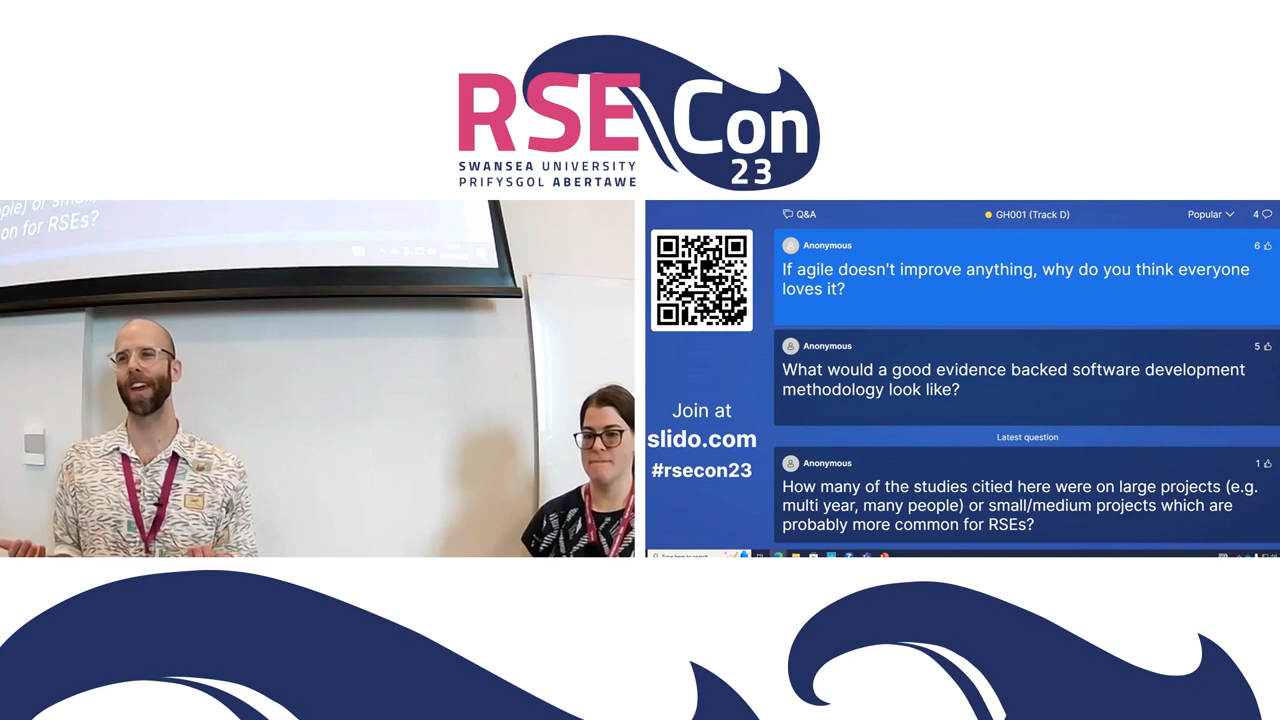 RSE Con
23
SWANSEA UNIVERSITY
PRIFYSGOL ABERTAWE
on for RSEs?
Q&A
GH001 (Track D)
Popular
4
Anonymous
6
If agile doesn't improve anything, why do you think everyone
loves it?
Anonymous
5
What would a good evidence backed software development
methodology look like?
Latest question
Anonymous
1
How many of the studies citied here were on large projects (e.g.
multi year, many people) or small/medium projects which are
probably more common for RSEs?
Join at
slido.com
#rsecon23